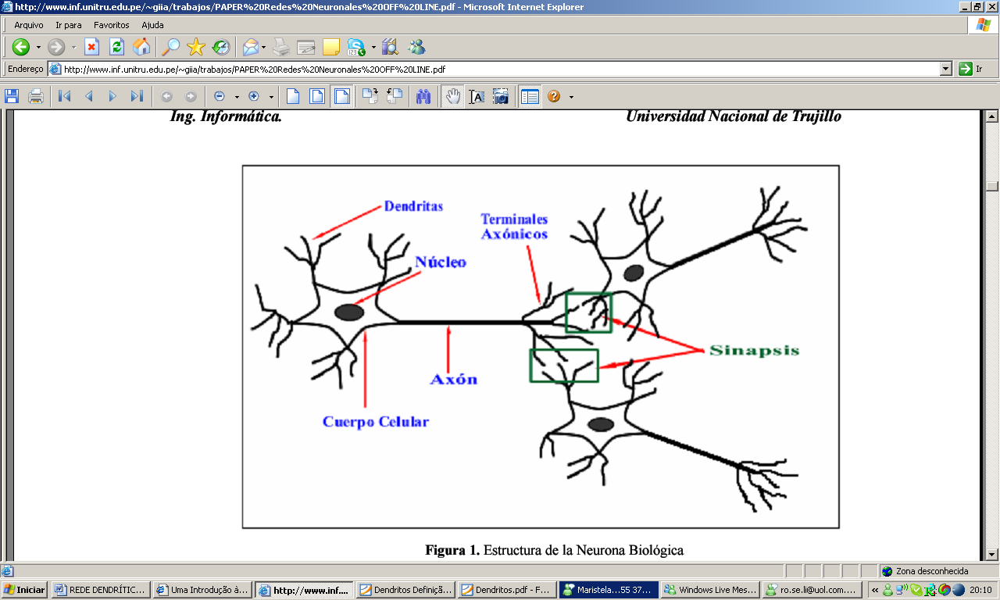 http://www.inf.unitru.edu.pe/~giia/trabajos/PAPER%20Redes%20Neuronales%20OFF%20LINE.pdf - Microsoft Internet Explorer
Arquivo Ir para Favoritos Ajuda
Endereço http://www.inf.unitru.edu.pe/~giia/trabajos/PAPER%20Redes%20Neuronales%20OFF%20LINE.pdf Ir
Ing. Informática. Universidad Nacional de Trujillo
Dendritas
Terminales
Axónicos
Núcleo
Sinapsis
Axón
Cuerpo Celular
Figura 1. Estructura de la Neurona Biológica
Zona desconhecida
Iniciar REDE DENDRÍTIC... Uma Introdução à... http://www.inf.... Dendritos Definiçã... Dendritos.pdf - F... Maristela...55 37... Windows Live Mes... ro.se.li@uol.com.... « 20:10